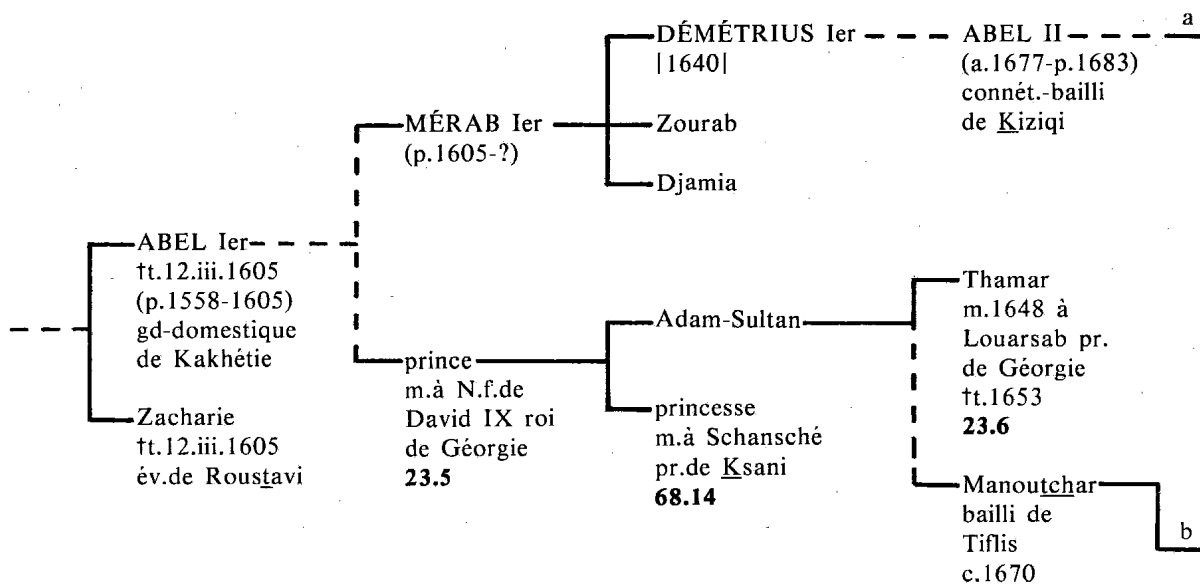 a
DÉMÉTRIUS Ier
|1640|
ABEL II
(a.1677-p.1683)
connét.-bailli
de Kiziqi
MÉRAB Ier
(p.1605-?)
Zourab
Djamia
ABEL Ier
†t.12.iii.1605
(p.1558-1605)
gd-domestique
de Kakhétie
Zacharie
†t.12.iii.1605
év.de Roustavi
prince
m.à N.f.de
David IX roi
de Géorgie
23.5
Adam-Sultan
princesse
m.à Schansché
pr.de Ksani
68.14
Thamar
m.1648 à
Louarsab pr.
de Géorgie
†t.1653
23.6
Manoutchar
bailli de
Tiflis
c.1670
b